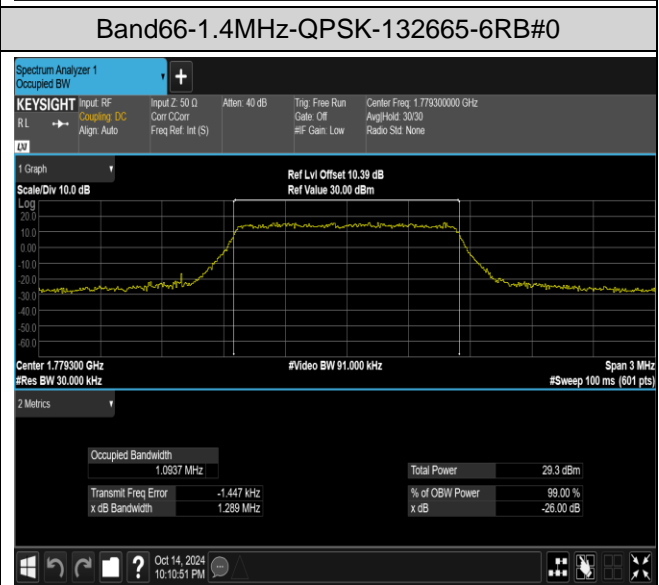 Band66-1.4MHz-QPSK-132665-6RB#0
Spectrum Analyzer 1
Occupied BW
+
KEYSIGHT Input: RF Input Z: 50 Ω Atten: 40 dB Trig: Free Run Center Freq: 1.779300000 GHz
RL Coupling: DC Corr CCorr Gate: Off Avg|Hold: 30/30
Align: Auto Freq Ref: Int (S) #IF Gain: Low Radio Std: None
LXI
1 Graph Ref Lvl Offset 10.39 dB
Scale/Div 10.0 dB Ref Value 30.00 dBm
Log
20.0
10.0
0.00
-10.0
-20.0
-30.0
-40.0
-50.0
-60.0
Center 1.779300 GHz #Video BW 91.000 kHz Span 3 MHz
#Res BW 30.000 kHz #Sweep 100 ms (601 pts)
2 Metrics
Occupied Bandwidth
1.0937 MHz Total Power 29.3 dBm
Transmit Freq Error -1.447 kHz % of OBW Power 99.00 %
x dB Bandwidth 1.289 MHz x dB -26.00 dB
? Oct 14, 2024
10:10:51 PM